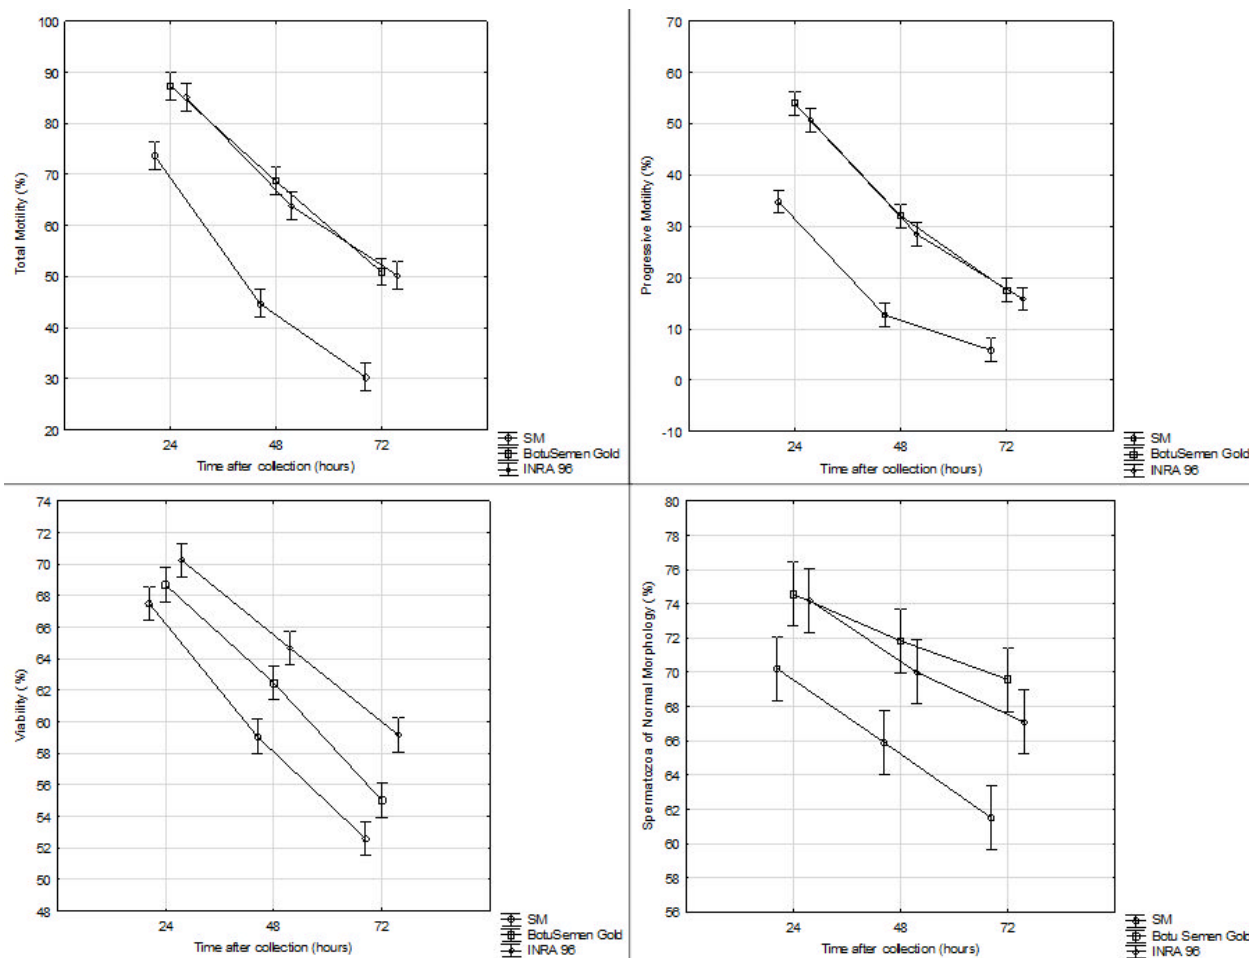 100
90
80
70
60
50
40
30
20
Total Motility (%)
24 48 72
Time after collection (hours)
SM
BotuSemen Gold
INRA 96
70
60
50
40
30
20
10
0
-10
Progressive Motility (%)
24 48 72
Time after collection (hours)
SM
BotuSemen Gold
INRA 96
74
72
70
68
66
64
62
60
58
56
54
52
50
48
Viability (%)
24 48 72
Time after collection (hours)
SM
BotuSemen Gold
INRA 96
80
78
76
74
72
70
68
66
64
62
60
58
56
Spermatozoa of Normal Morphology (%)
24 48 72
Time after collection (hours)
SM
Botu Semen Gold
INRA 96